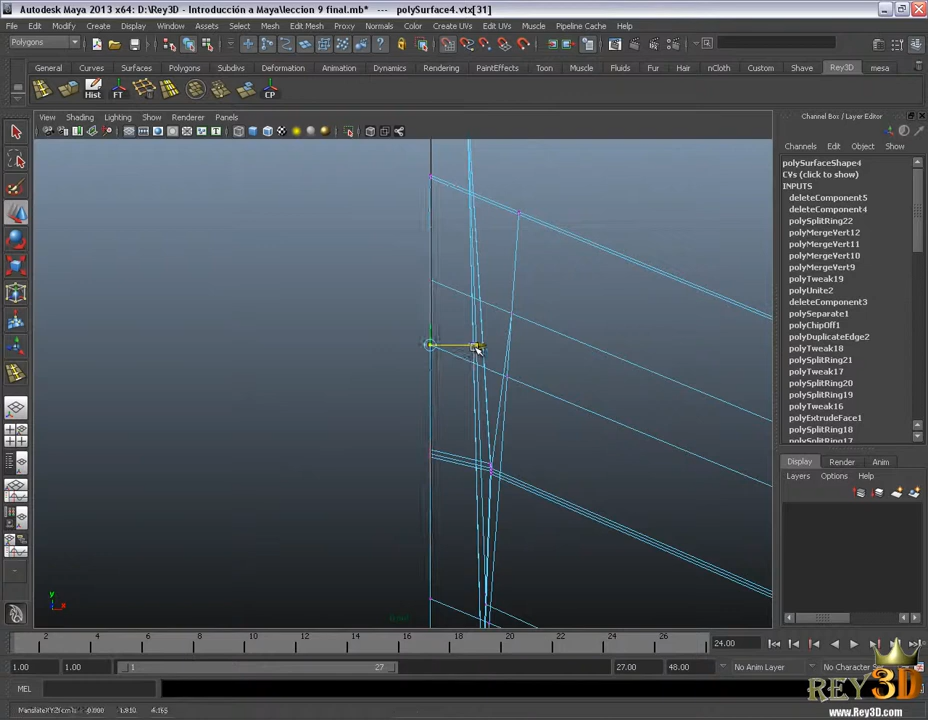 Autodesk Maya 2013 x64: D:\Rey3D - Introducción a Maya\leccion 9 final.mb* --- polySurface4.vtx[31]
File Edit Modify Create Display Window Assets Select Mesh Edit Mesh Proxy Normals Color Create UVs Edit UVs Muscle Pipeline Cache Help
Polygons
General Curves Surfaces Polygons Subdivs Deformation Animation Dynamics Rendering PaintEffects Toon Muscle Fluids Fur Hair nCloth Custom Shave Rey3D mesa
Hist FT CP
View Shading Lighting Show Renderer Panels
Channel Box / Layer Editor
Channels Edit Object Show
polySurfaceShape4
CVs (click to show)
INPUTS
deleteComponent5
deleteComponent4
polySplitRing22
polyMergeVert12
polyMergeVert11
polyMergeVert10
polyMergeVert9
polyTweak19
polyUnite2
deleteComponent3
polySeparate1
polyChipOff1
polyDuplicateEdge2
polyTweak18
polySplitRing21
polyTweak17
polySplitRing20
polySplitRing19
polyTweak16
polyExtrudeFace1
polySplitRing18
polySplitRing17
Display Render Anim
Layers Options Help
y
x
2 4 6 8 10 12 14 16 18 20 22 24 26
24.00
1.00 1.00 1 27 27.00 48.00 No Anim Layer No Character Se
MEL
REY3D
www.Rey3D.com